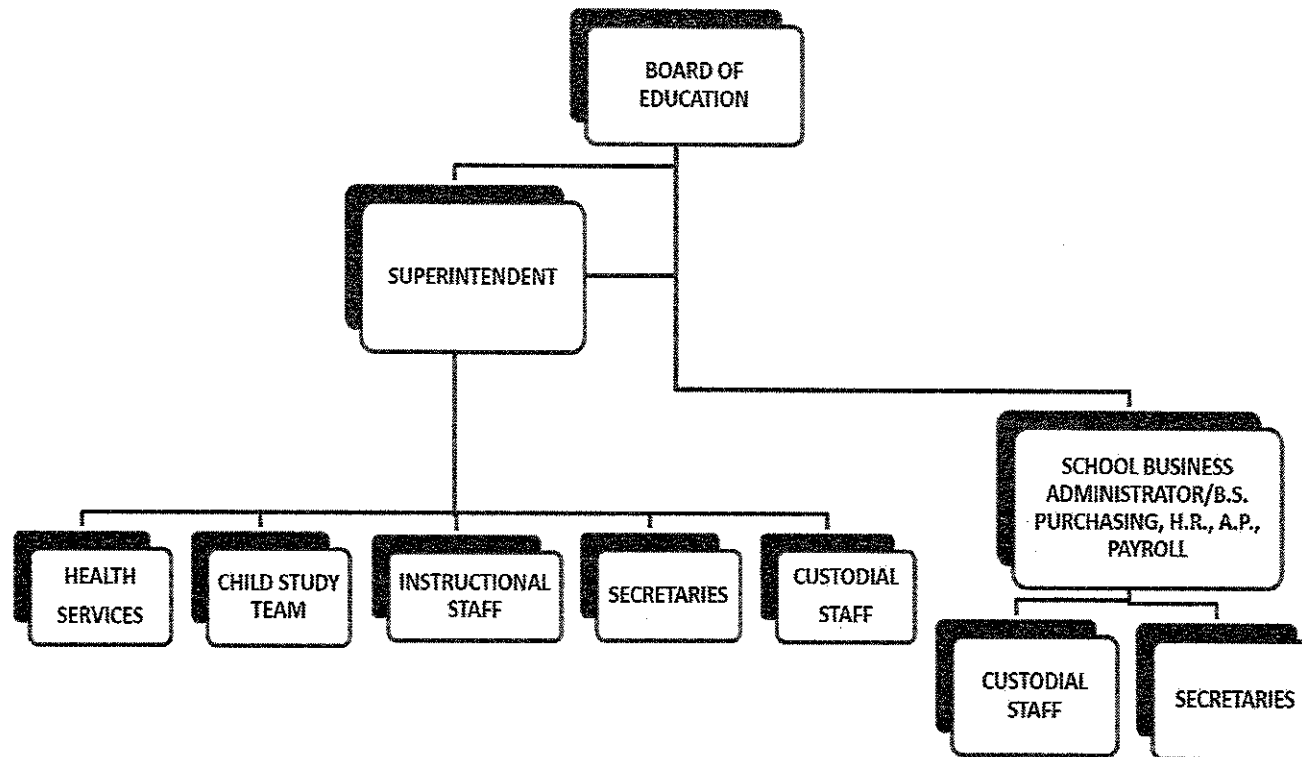 BOARD OF
EDUCATION
SUPERINTENDENT
SCHOOL BUSINESS
ADMINISTRATOR/B.S.
PURCHASING, H.R., A.P.,
PAYROLL
HEALTH
SERVICES
CHILD STUDY
TEAM
INSTRUCTIONAL
STAFF
SECRETARIES
CUSTODIAL
STAFF
CUSTODIAL
STAFF
SECRETARIES